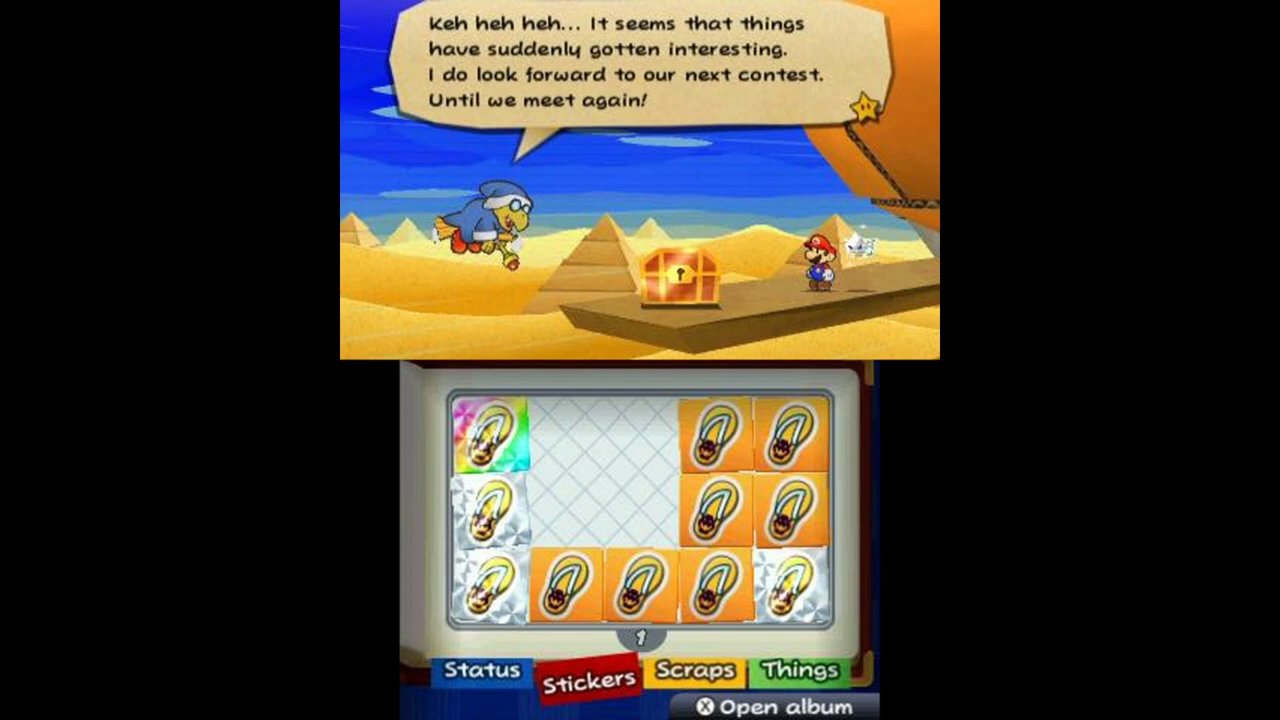 Keh heh heh... It seems that things
have suddenly gotten interesting.
I do look forward to our next contest.
Until we meet again!
1
Status
Stickers
Scraps
Things
X Open album